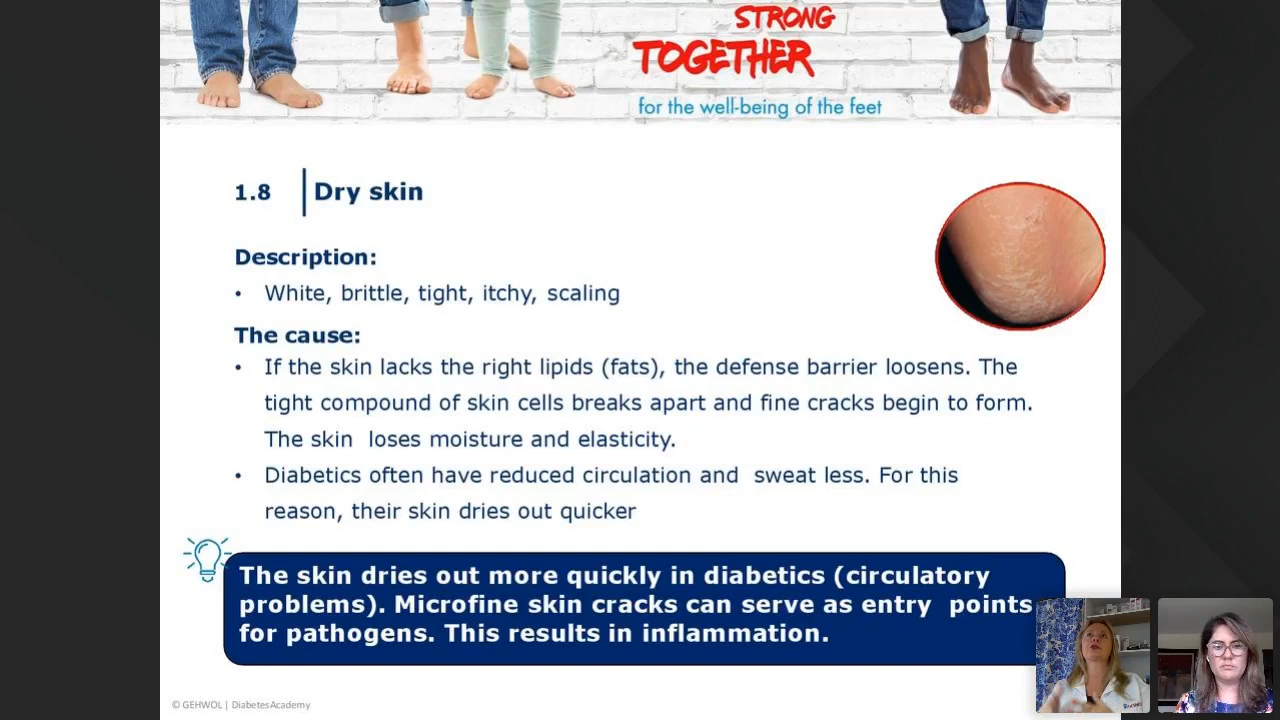 STRONG
TOGETHER
for the well-being of the feet
1.8 Dry skin
Description:
• White, brittle, tight, itchy, scaling
The cause:
• If the skin lacks the right lipids (fats), the defense barrier loosens. The
tight compound of skin cells breaks apart and fine cracks begin to form.
The skin loses moisture and elasticity.
• Diabetics often have reduced circulation and sweat less. For this
reason, their skin dries out quicker
The skin dries out more quickly in diabetics (circulatory
problems). Microfine skin cracks can serve as entry points
for pathogens. This results in inflammation.
© GEHWOL | DiabetesAcademy